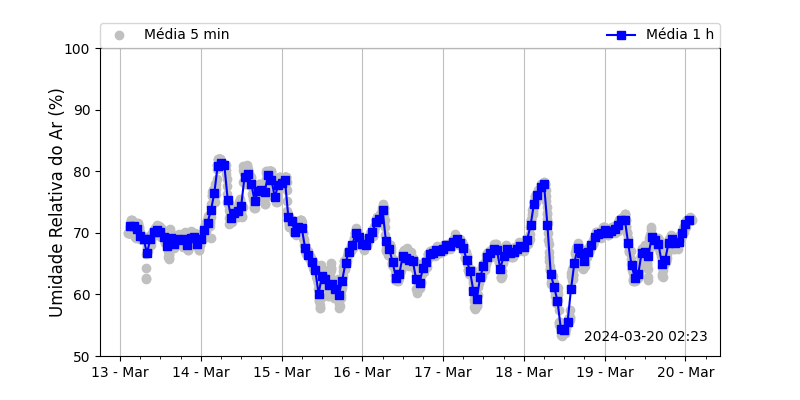 Média 5 min
Média 1 h
Umidade Relativa do Ar (%)
100
90
80
70
60
50
2024-03-20 02:23
13 - Mar
14 - Mar
15 - Mar
16 - Mar
17 - Mar
18 - Mar
19 - Mar
20 - Mar